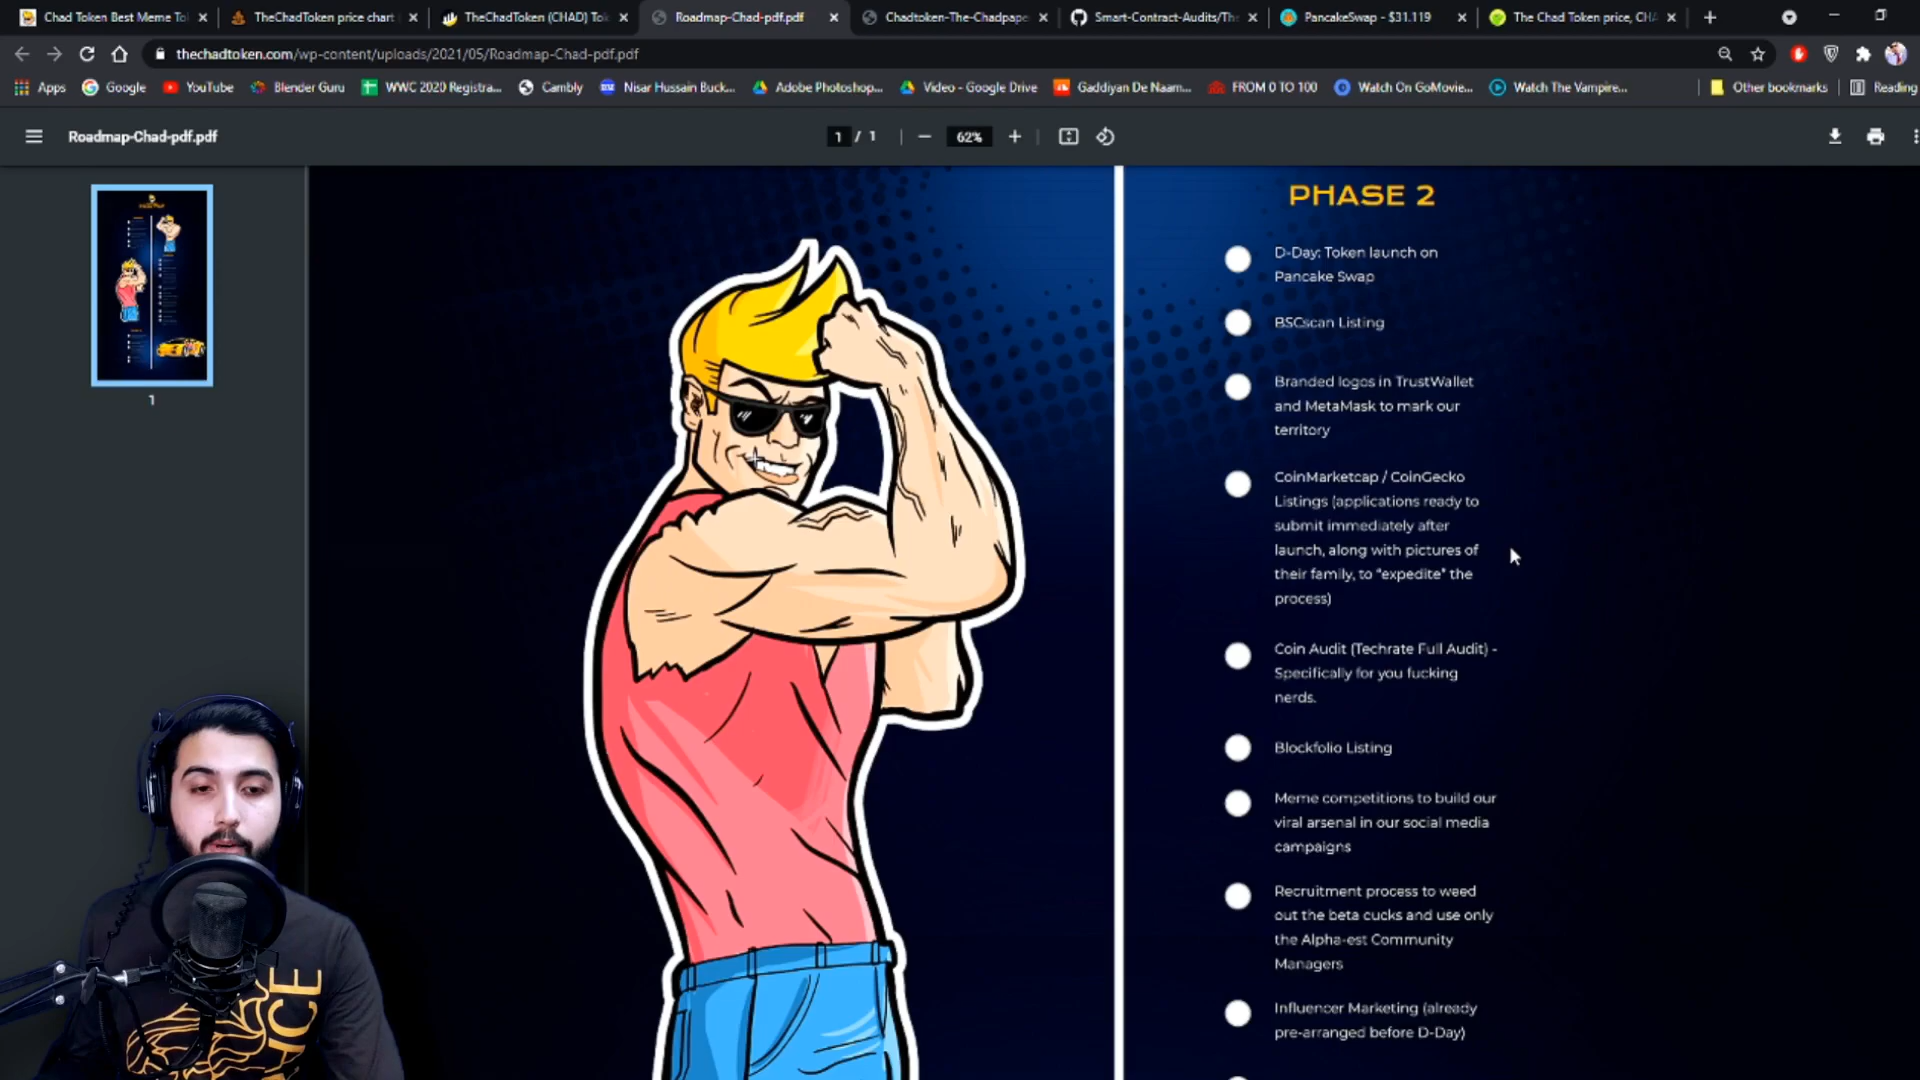 Chad Token Best Meme To
TheChadToken price chart
TheChadToken (CHAD) Tok
Roadmap-Chad-pdf.pdf
Chadtoken-The-Chadpape
Smart-Contract-Audits/The
PancakeSwap - $31.119
The Chad Token price, CHA
thechadtoken.com/wp-content/uploads/2021/05/Roadmap-Chad-pdf.pdf
Apps
Google
YouTube
Blender Guru
WWC 2020 Registra...
Cambly
Nisar Hussain Buck...
Adobe Photoshop...
Video - Google Drive
Gaddiyan De Naam...
FROM 0 TO 100
Watch On GoMovie...
Watch The Vampire...
Other bookmarks
Reading
Roadmap-Chad-pdf.pdf
1 / 1
62%
1
PHASE 2
D-Day: Token launch on
Pancake Swap
BSCscan Listing
Branded logos in TrustWallet
and MetaMask to mark our
territory
CoinMarketcap / CoinGecko
Listings (applications ready to
submit immediately after
launch, along with pictures of
their family, to "expedite" the
process)
Coin Audit (Techrate Full Audit) -
Specifically for you fucking
nerds.
Blockfolio Listing
Meme competitions to build our
viral arsenal in our social media
campaigns
Recruitment process to weed
out the beta cucks and use only
the Alpha-est Community
Managers
Influencer Marketing (already
pre-arranged before D-Day)